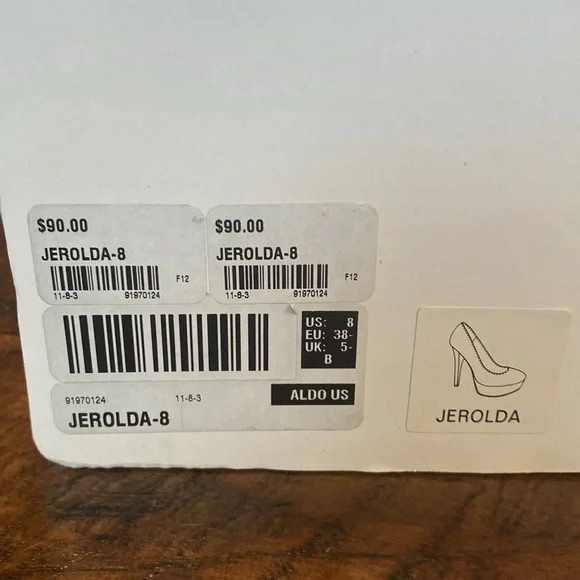 $90.00
JEROLDA-8
F12
11-8-3 91970124
$90.00
JEROLDA-8
F12
11-8-3 91970124
US: 8
EU: 38-
UK: 5-
B
91970124 11-8-3 ALDO US
JEROLDA-8
JEROLDA